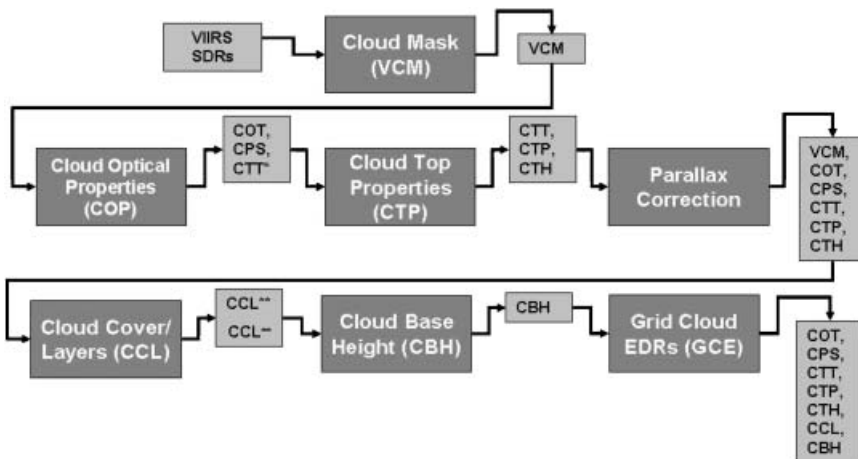 VIIRS
SDRs
Cloud Mask
(VCM)
VCM
Cloud Optical
Properties
(COP)
COT,
CPS,
CTT*
Cloud Top
Properties
(CTP)
CTT,
CTP,
CTH
Parallax
Correction
VCM,
COT,
CPS,
CTT,
CTP,
CTH
Cloud Cover/
Layers (CCL)
CCL**
CCL**
Cloud Base
Height (CBH)
CBH
Grid Cloud
EDRs (GCE)
COT,
CPS,
CTT,
CTP,
CTH,
CCL,
CBH